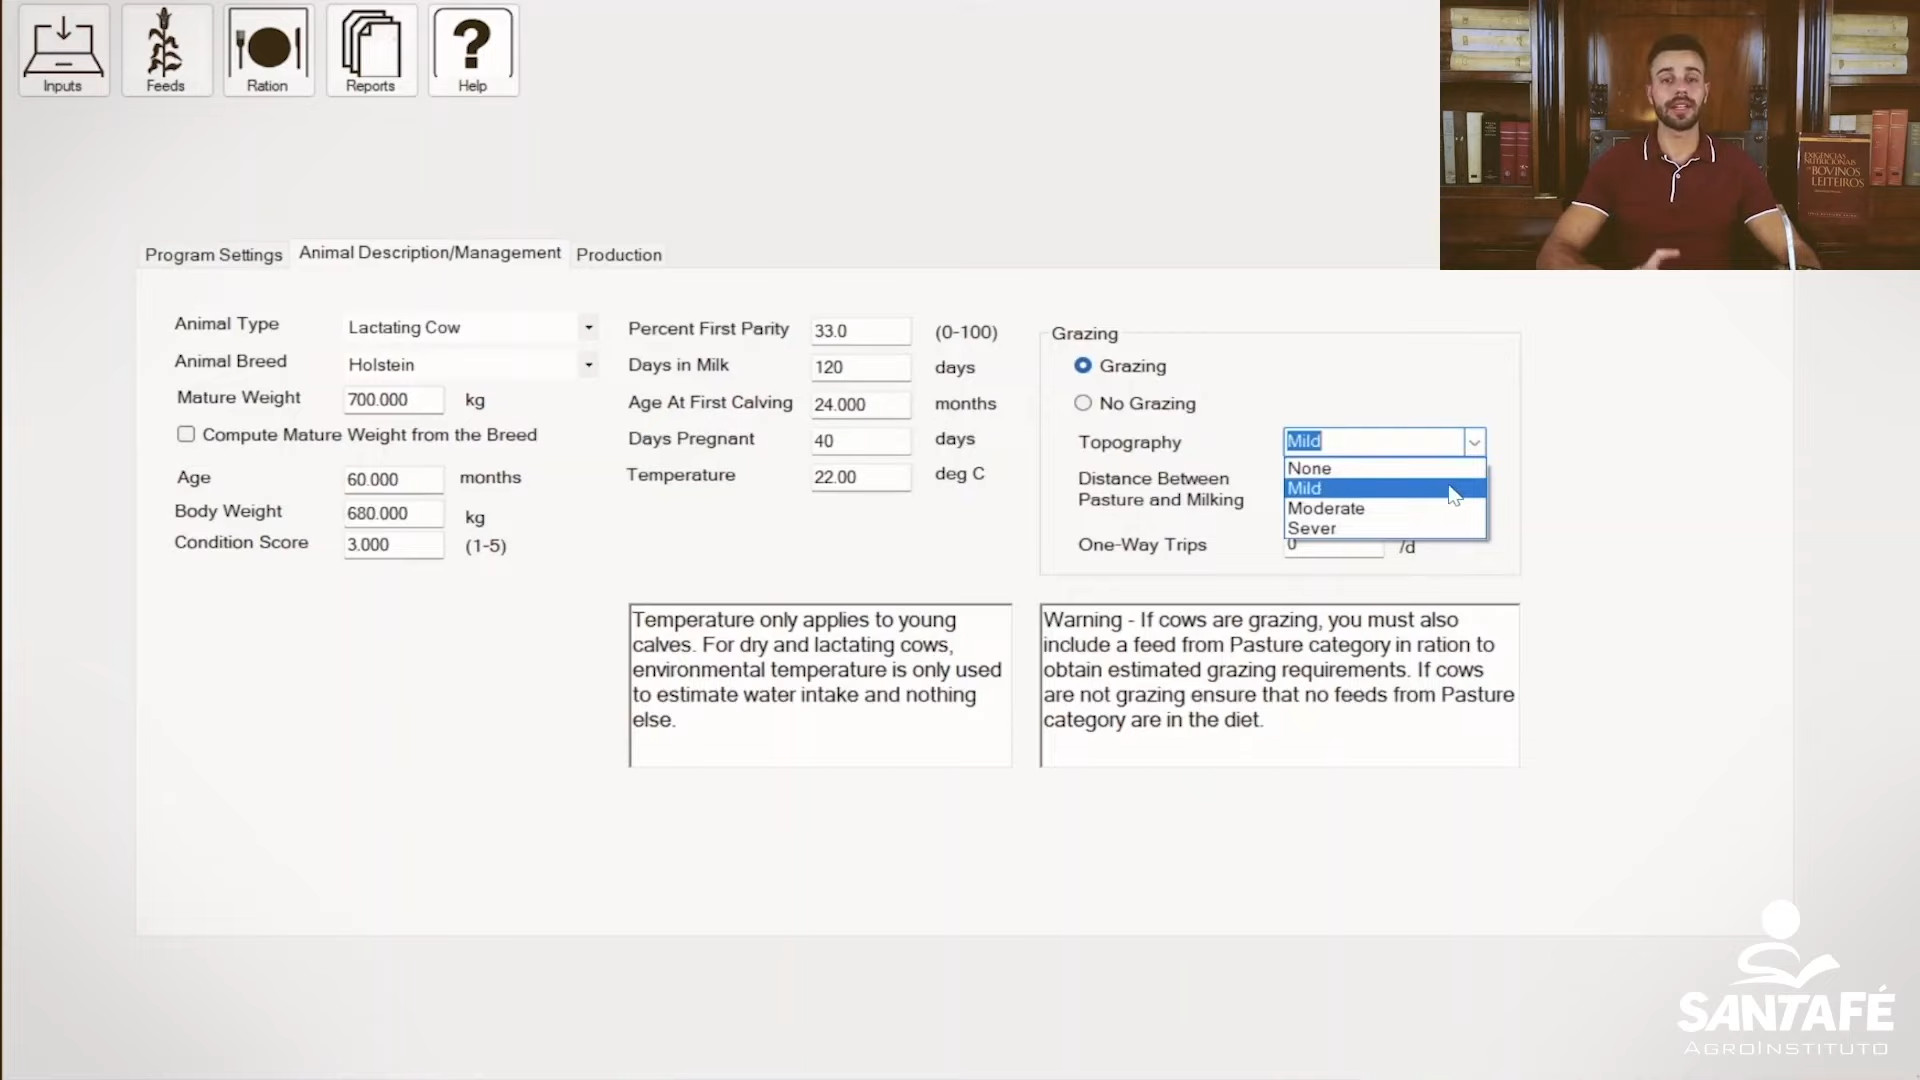 Inputs
Feeds
Ration
Reports
Help
EXIGÊNCIAS
NUTRICIONAIS
DE BOVINOS
LEITEIROS
Program Settings
Animal Description/Management
Production
Animal Type
Lactating Cow
Animal Breed
Holstein
Mature Weight
700.000
kg
Compute Mature Weight from the Breed
Age
60.000
months
Body Weight
680.000
kg
Condition Score
3.000
(1-5)
Percent First Parity
33.0
(0-100)
Days in Milk
120
days
Age At First Calving
24.000
months
Days Pregnant
40
days
Temperature
22.00
deg C
Grazing
Grazing
No Grazing
Topography
Mild
None
Mild
Moderate
Sever
Distance Between
Pasture and Milking
One-Way Trips
0
/d
Temperature only applies to young
calves. For dry and lactating cows,
environmental temperature is only used
to estimate water intake and nothing
else.
Warning - If cows are grazing, you must also
include a feed from Pasture category in ration to
obtain estimated grazing requirements. If cows
are not grazing ensure that no feeds from Pasture
category are in the diet.
SANTAFÉ
AGROINSTITUTO